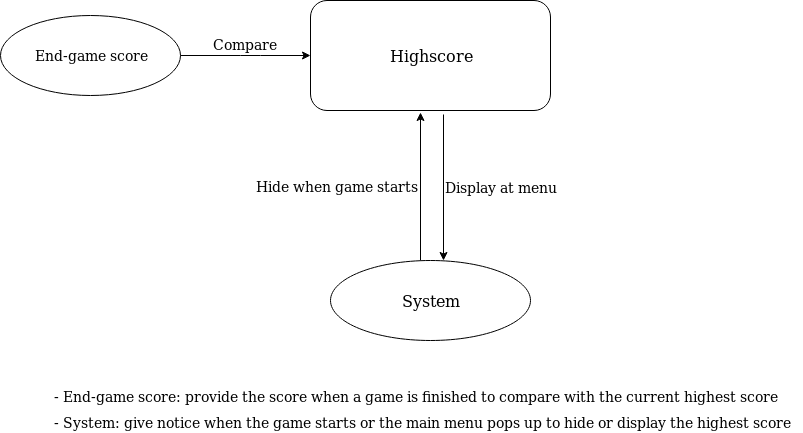 End-game score
Compare
Highscore
Hide when game starts
Display at menu
System
- End-game score: provide the score when a game is finished to compare with the current highest score
- System: give notice when the game starts or the main menu pops up to hide or display the highest score